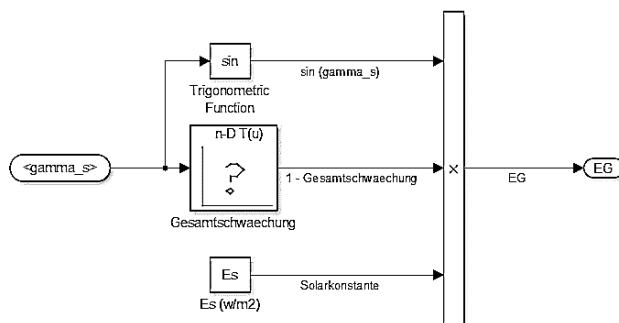 sin
sin (gamma_s)
Trigonometric
Function
n-D T(u)
<gamma_s>
?
1 - Gesamtschwaechung
×
EG
EG
Gesamtschwaechung
Es
Solarkonstante
Es (w/m2)